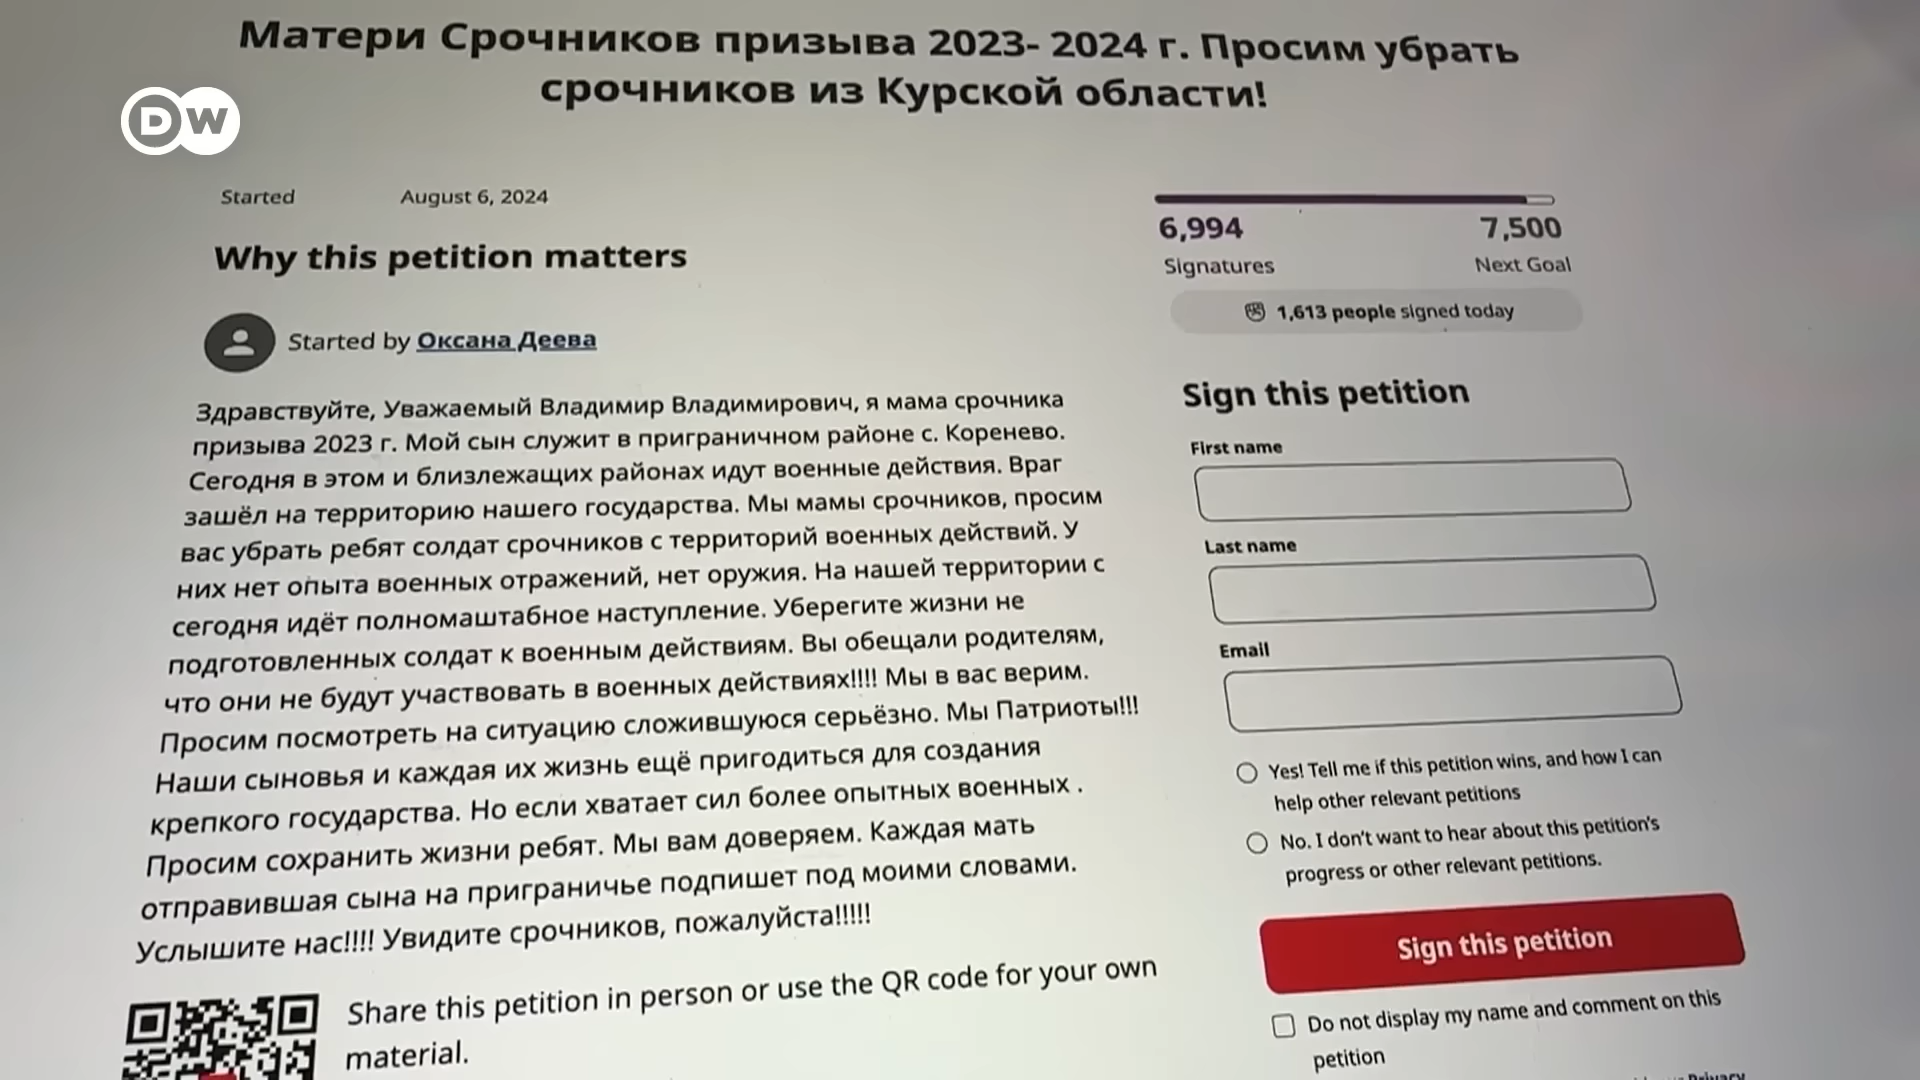 Матери Срочников призыва 2023- 2024 г. Просим убрать
срочников из Курской области!
DW
Started August 6, 2024
Why this petition matters
Started by Оксана Деева
Здравствуйте, Уважаемый Владимир Владимирович, я мама срочника
призыва 2023 г. Мой сын служит в приграничном районе с. Коренево.
Сегодня в этом и близлежащих районах идут военные действия. Враг
зашёл на территорию нашего государства. Мы мамы срочников, просим
вас убрать ребят солдат срочников с территорий военных действий. У
них нет опыта военных отражений, нет оружия. На нашей территории с
сегодня идёт полномаштабное наступление. Уберегите жизни не
подготовленных солдат к военным действиям. Вы обещали родителям,
что они не будут участвовать в военных действиях!!!! Мы в вас верим.
Просим посмотреть на ситуацию сложившуюся серьёзно. Мы Патриоты!!!
Наши сыновья и каждая их жизнь ещё пригодиться для создания
крепкого государства. Но если хватает сил более опытных военных .
Просим сохранить жизни ребят. Мы вам доверяем. Каждая мать
отправившая сына на приграничье подпишет под моими словами.
Услышите нас!!!! Увидите срочников, пожалуйста!!!!!
Share this petition in person or use the QR code for your own
material.
6,994 7,500
Signatures Next Goal
1,613 people signed today
Sign this petition
First name
Last name
Email
Yes! Tell me if this petition wins, and how I can
help other relevant petitions
No. I don't want to hear about this petition's
progress or other relevant petitions.
Sign this petition
Do not display my name and comment on this
petition
Privacy